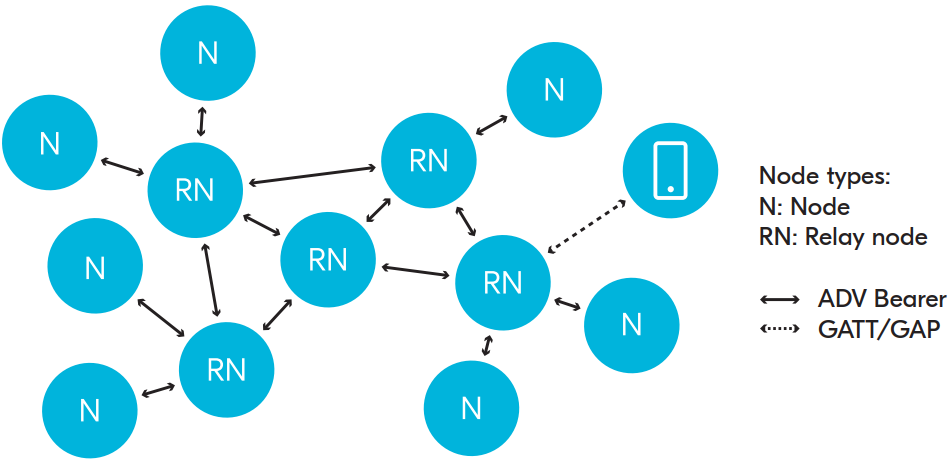 N
N
N
N
RN
RN
Node types:
N: Node
RN: Relay node
RN
N
RN
ADV Bearer
N
GATT/GAP
RN
N
N